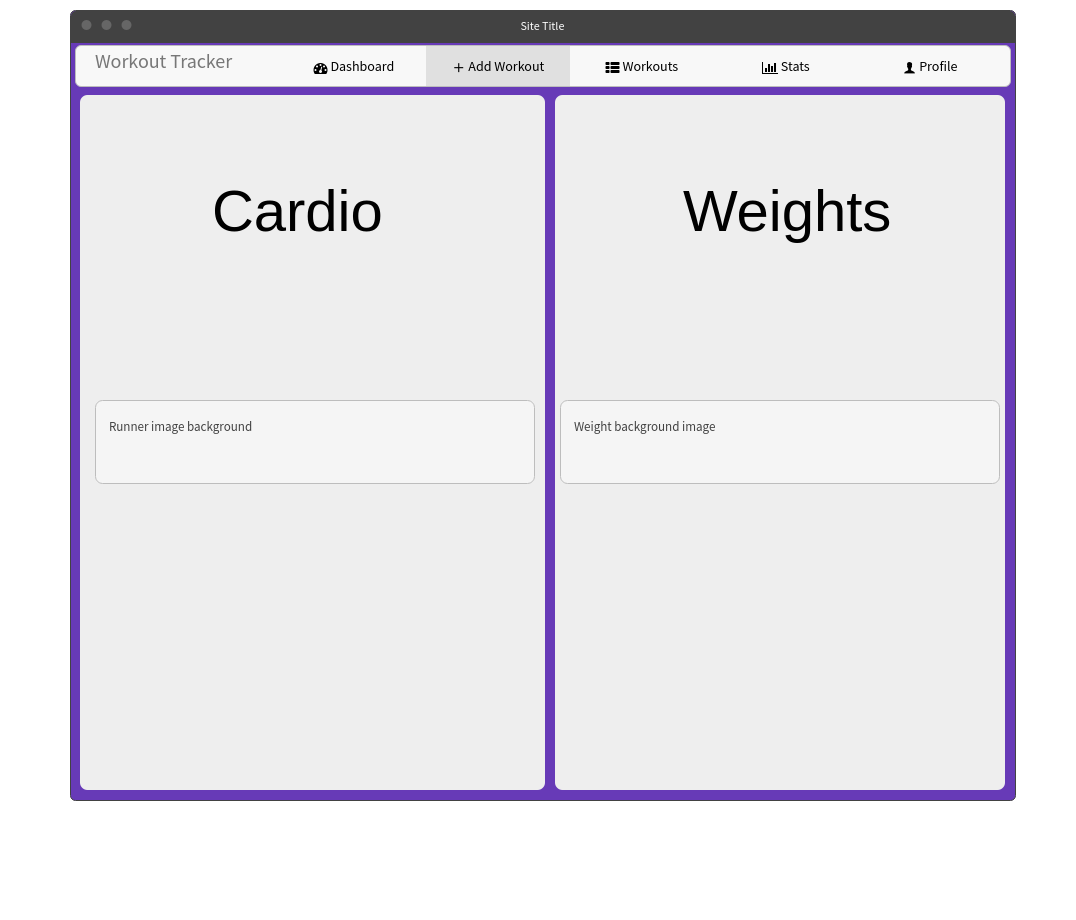 Site Title
Workout Tracker
Dashboard
+ Add Workout
Workouts
Stats
Profile
Cardio
Weights
Runner image background
Weight background image